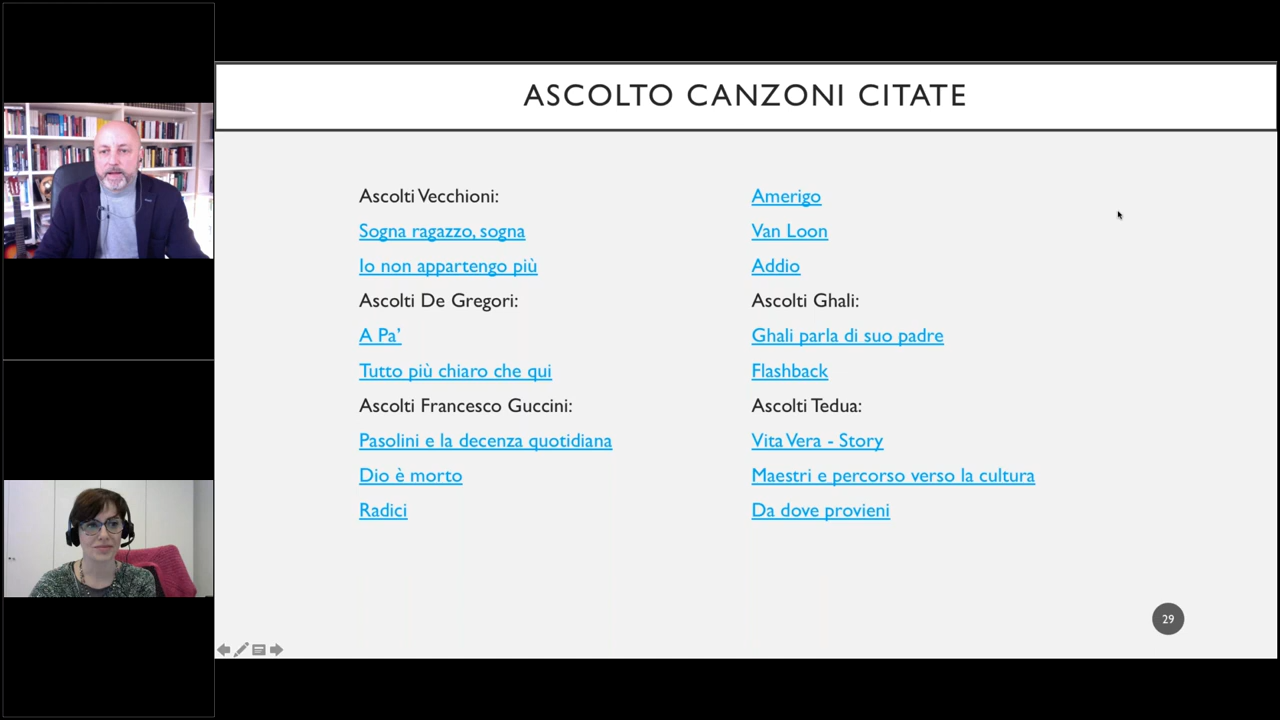 ASCOLTO CANZONI CITATE
Ascolti Vecchioni:
Sogna ragazzo, sogna
Io non appartengo più
Ascolti De Gregori:
A Pa’
Tutto più chiaro che qui
Ascolti Francesco Guccini:
Pasolini e la decenza quotidiana
Dio è morto
Radici
Amerigo
Van Loon
Addio
Ascolti Ghali:
Ghali parla di suo padre
Flashback
Ascolti Tedua:
Vita Vera - Story
Maestri e percorso verso la cultura
Da dove provieni
29